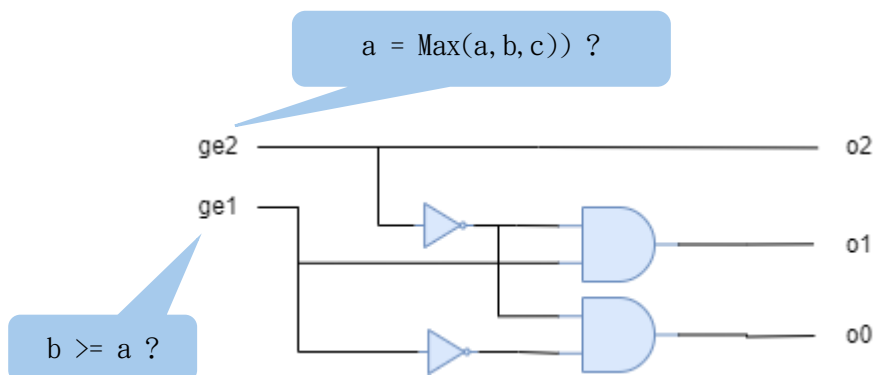 a = Max(a,b,c)) ?
ge2
o2
ge1
o1
b >= a ?
o0